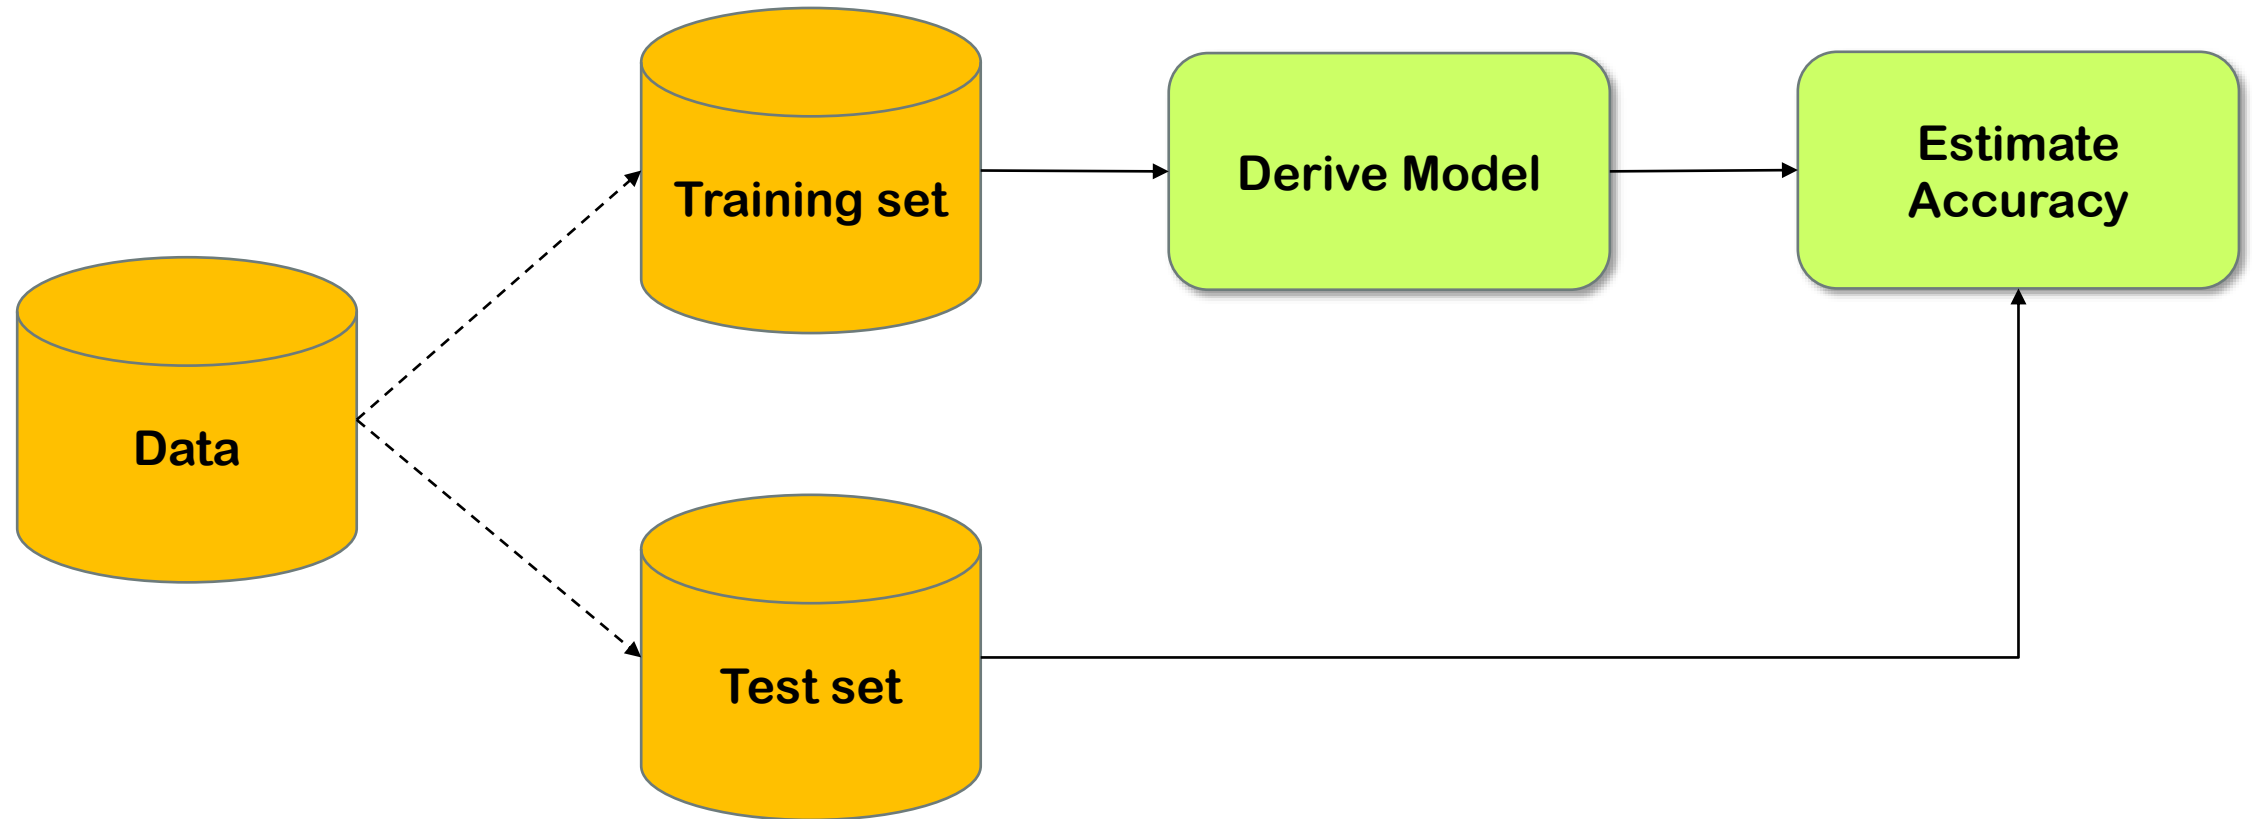 Data
Training set
Test set
Derive Model
Estimate
Accuracy